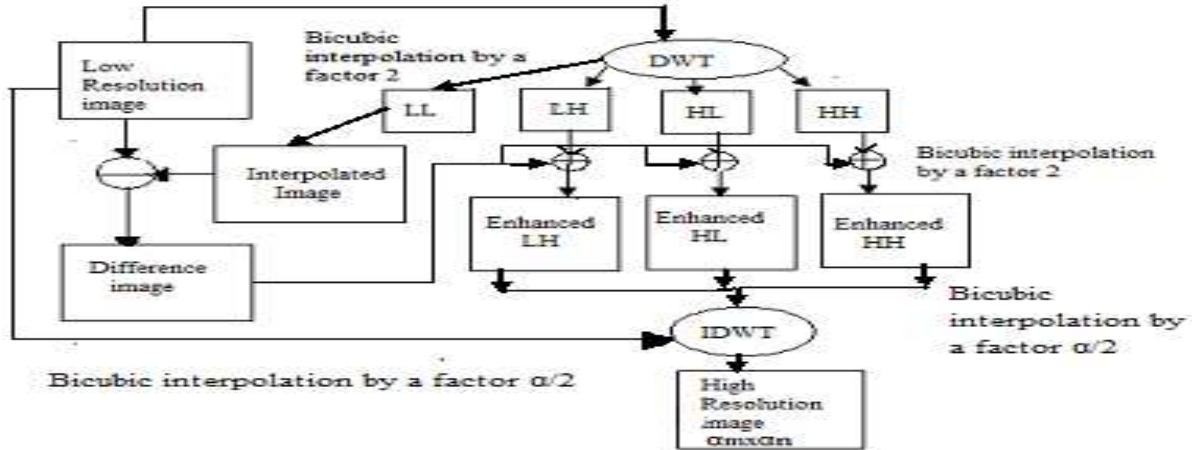 Low
Resolution
image
Bicubic
interpolation by a
factor 2
DWT
LL
LH
HL
HH
Interpolated
Image
Bicubic interpolation
by a factor 2
Enhanced
LH
Enhanced
HL
Enhanced
HH
Difference
image
IDWT
Bicubic
interpolation by
a factor α/2
Bicubic interpolation by a factor α/2
High
Resolution
image
αmxαn